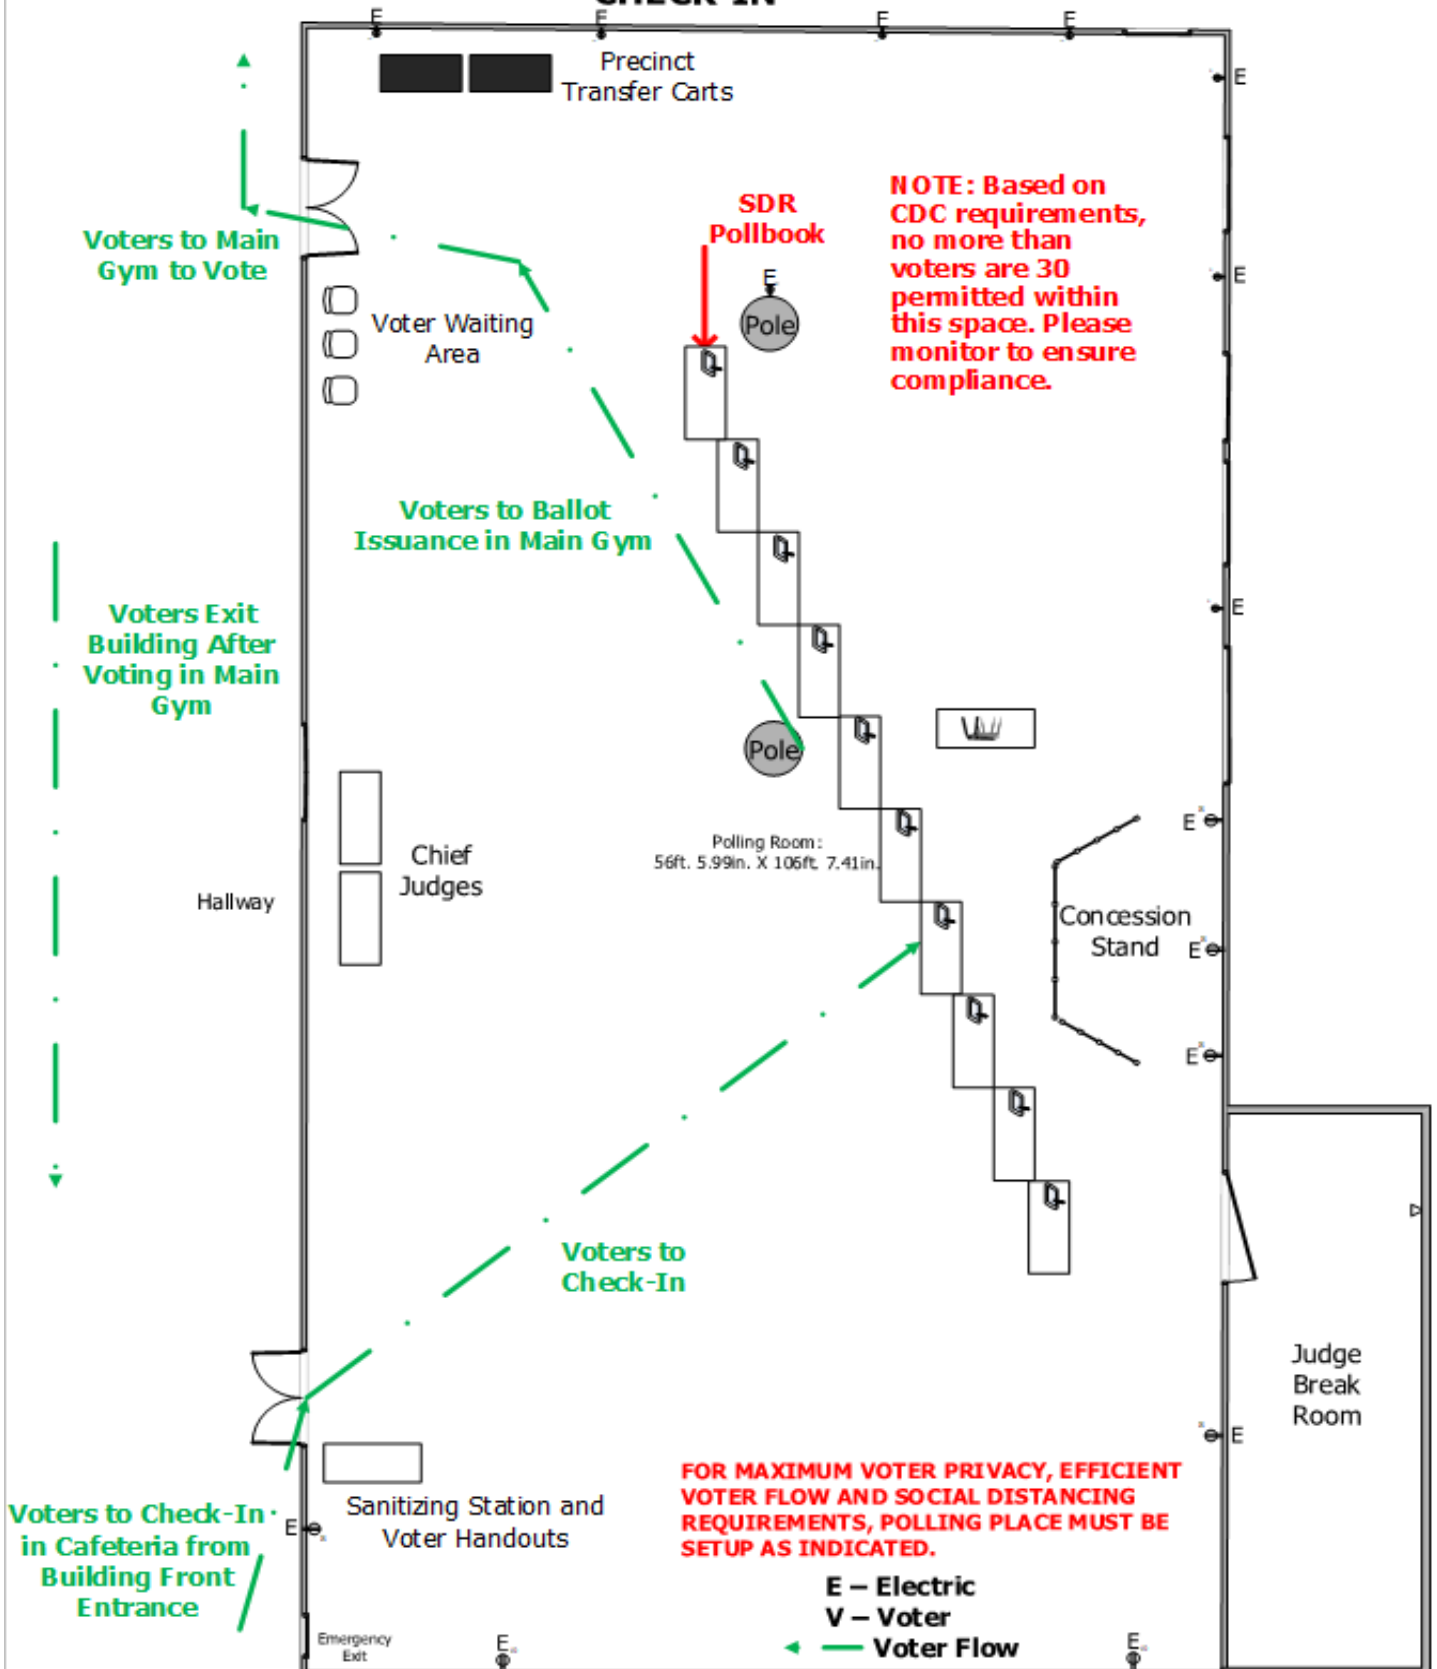 CHECK-IN
E
E
E
E
Precinct
Transfer Carts
E
SDR
Pollbook
NOTE: Based on
CDC requirements,
no more than
voters are 30
permitted within
this space. Please
monitor to ensure
compliance.
Voters to Main
Gym to Vote
E
E
Pole
Voter Waiting
Area
Voters to Ballot
Issuance in Main Gym
Voters Exit
Building After
Voting in Main
Gym
E
Pole
E
Polling Room:
56ft. 5.99in. X 106ft. 7.41in.
Chief
Judges
Hallway
Concession
Stand
E
E
Voters to
Check-In
Judge
Break
Room
E
Sanitizing Station and
Voter Handouts
Voters to Check-In
in Cafeteria from
Building Front
Entrance
E
FOR MAXIMUM VOTER PRIVACY, EFFICIENT
VOTER FLOW AND SOCIAL DISTANCING
REQUIREMENTS, POLLING PLACE MUST BE
SETUP AS INDICATED.
E – Electric
V – Voter
Voter Flow
Emergency
Exit
E
E